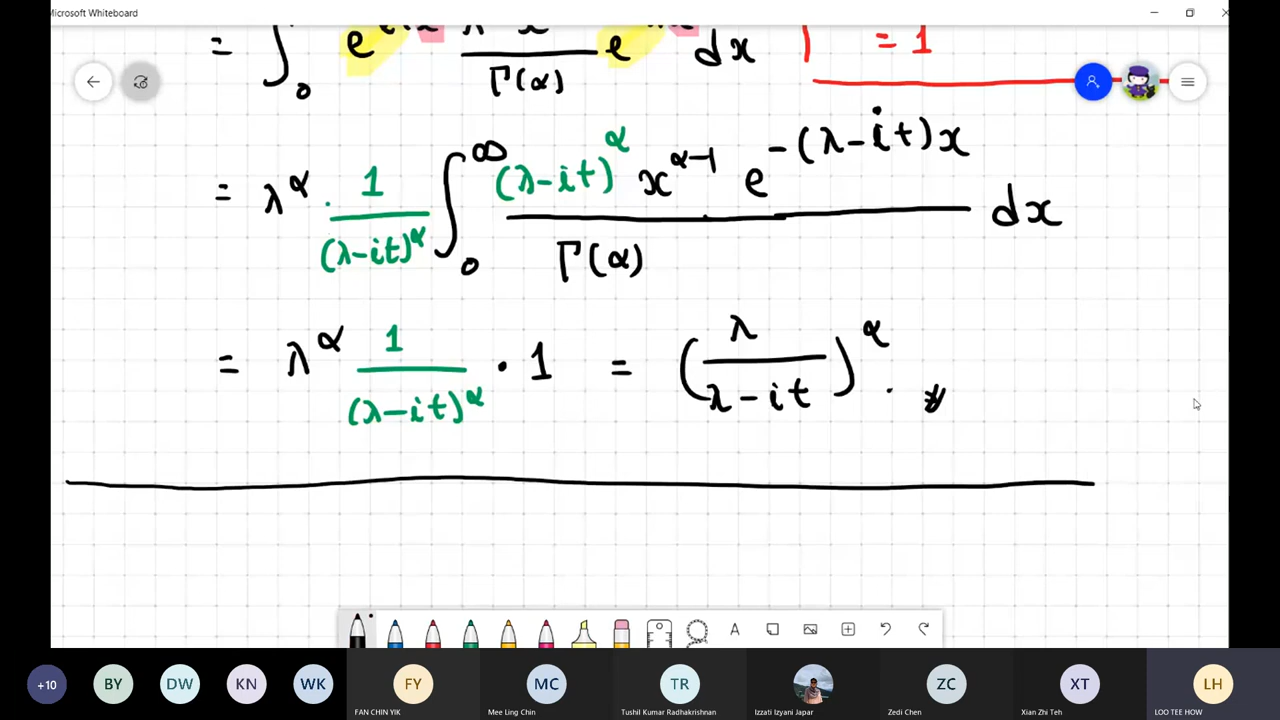 Microsoft Whiteboard
= ∫₀ e λ x / Γ(α) e dx = 1
= λ^α · 1/(λ-it)^α ∫₀^∞ (λ-it)^α x^(α-1) e^(-(λ-it)x) / Γ(α) dx
= λ^α 1/(λ-it)^α · 1 = (λ/(λ-it))^α .
A
+10 BY DW KN WK FY MC TR ZC XT LH
FAN CHIN YIK Mee Ling Chin Tushil Kumar Radhakrishnan Izzati Izyani Japar Zedi Chen Xian Zhi Teh LOO TEE HOW